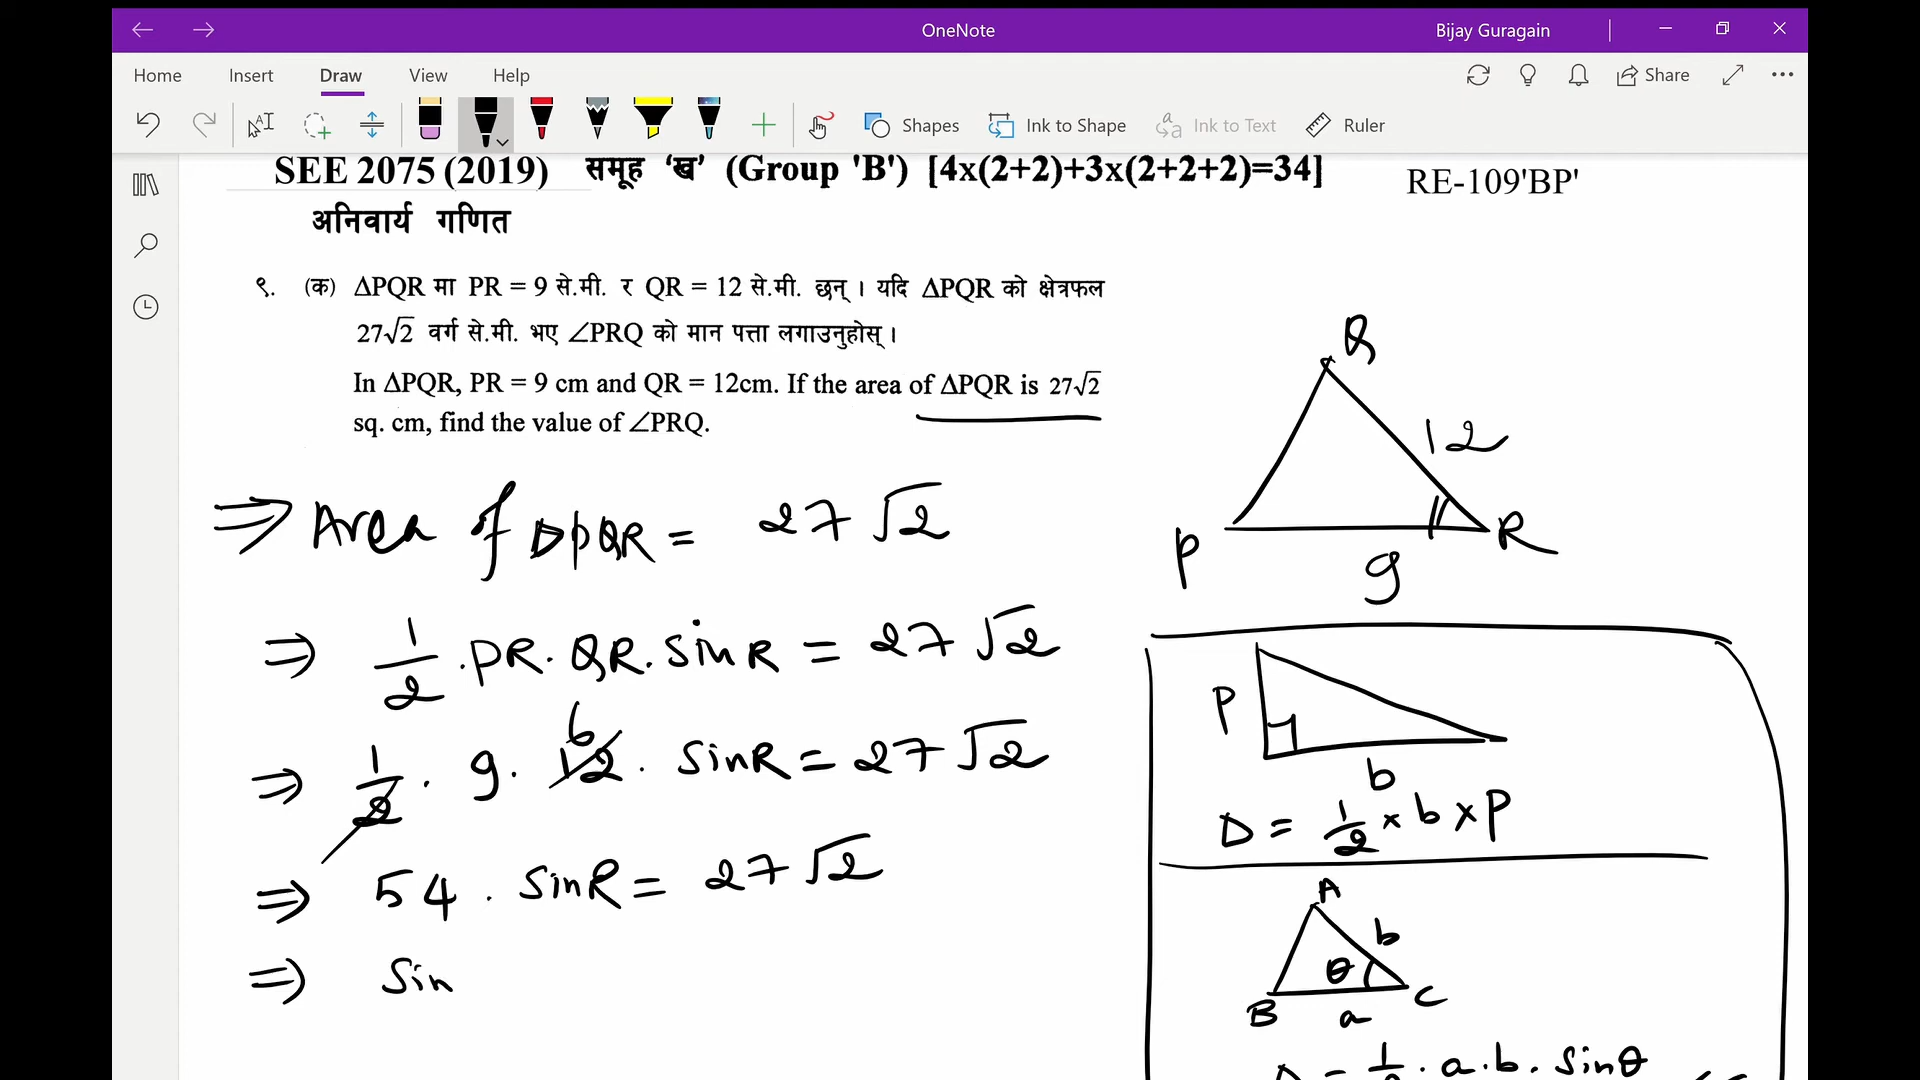 OneNote
Bijay Guragain
Home Insert Draw View Help
Share
Shapes Ink to Shape Ink to Text Ruler
SEE 2075 (2019) समूह ‘ख’ (Group 'B') [4x(2+2)+3x(2+2+2)=34]
RE-109'BP'
अनिवार्य गणित
९. (क) ΔPQR मा PR = 9 से.मी. र QR = 12 से.मी. छन् । यदि ΔPQR को क्षेत्रफल
27√2 वर्ग से.मी. भए ∠PRQ को मान पत्ता लगाउनुहोस् ।
In ΔPQR, PR = 9 cm and QR = 12cm. If the area of ΔPQR is 27√2
sq. cm, find the value of ∠PRQ.
⇒ Area of ΔPQR = 27√2
⇒ 1/2 . PR . QR . sinR = 27√2
⇒ 1/2 . 9 . 12 6 . sinR = 27√2
⇒ 54 . sinR = 27√2
⇒ Sin
Q
12
P
R
9
P
b
Δ = 1/2 × b × P
A
b
θ
B
C
a
Δ = 1/2 . a . b . Sinθ